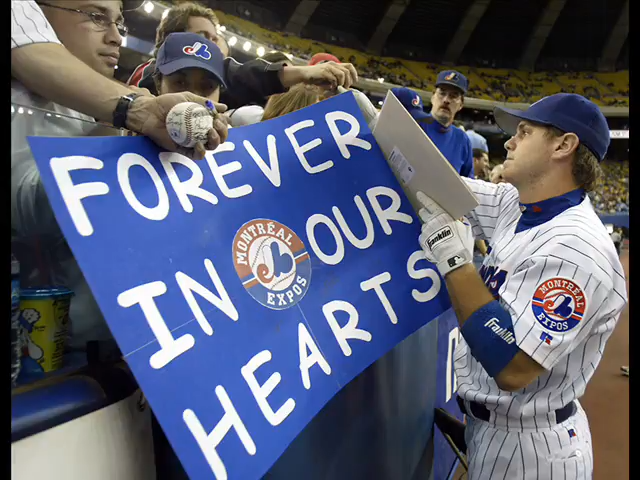 FOREVER
IN OUR
HEARTS
MONTRÉAL
EXPOS
Franklin
MONTREAL
EXPOS
Franklin